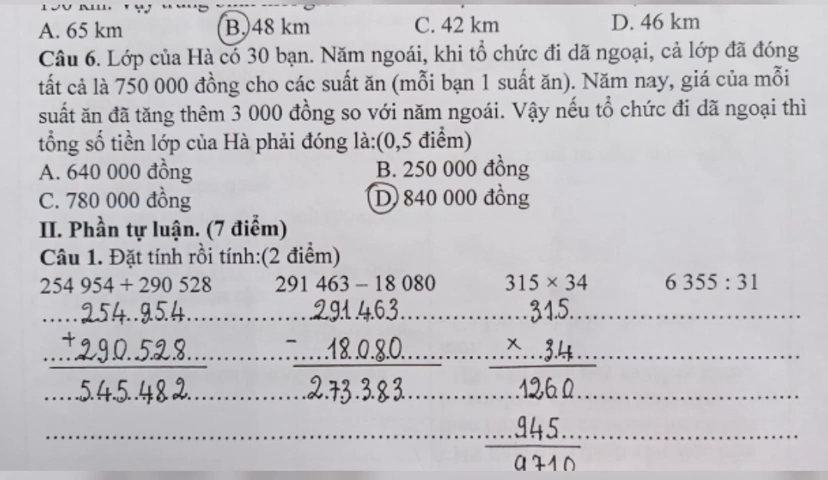 A. 65 km B. 48 km C. 42 km D. 46 km
Câu 6. Lớp của Hà có 30 bạn. Năm ngoái, khi tổ chức đi dã ngoại, cả lớp đã đóng
tất cả là 750 000 đồng cho các suất ăn (mỗi bạn 1 suất ăn). Năm nay, giá của mỗi
suất ăn đã tăng thêm 3 000 đồng so với năm ngoái. Vậy nếu tổ chức đi dã ngoại thì
tổng số tiền lớp của Hà phải đóng là:(0,5 điểm)
A. 640 000 đồng B. 250 000 đồng
C. 780 000 đồng D. 840 000 đồng
II. Phần tự luận. (7 điểm)
Câu 1. Đặt tính rồi tính:(2 điểm)
254 954 + 290 528 291 463 – 18 080 315 × 34 6 355 : 31
254.954 291463 315
+ 290.528 - 18.080 x 34
545.482 273.383 1260
945
9710